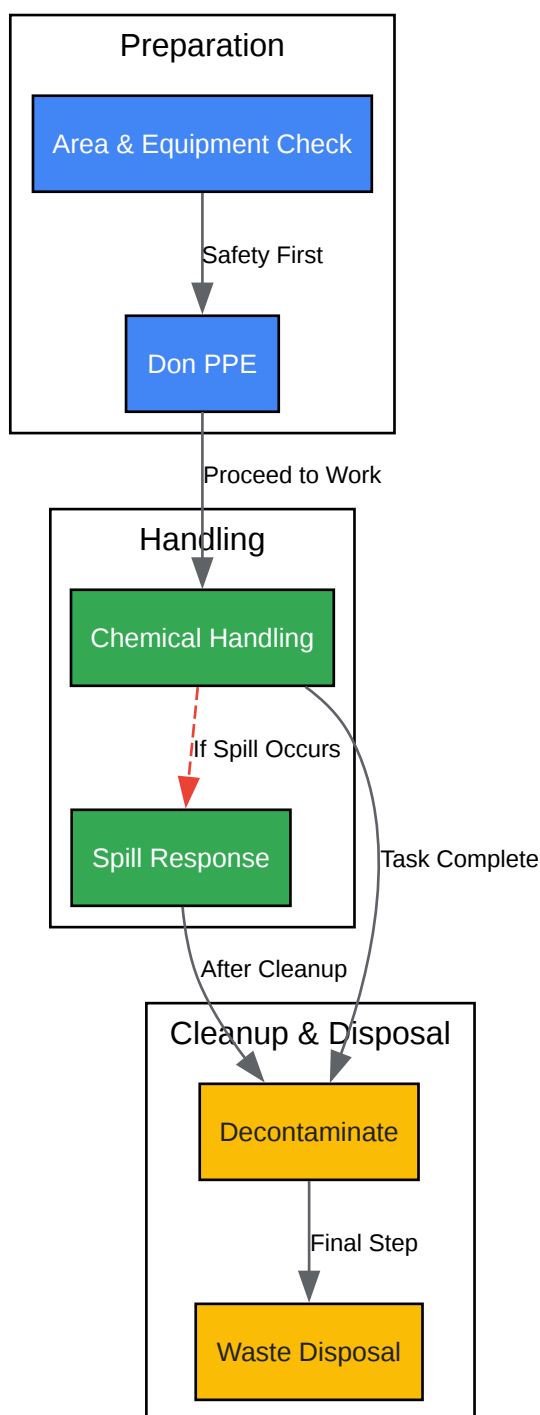 Preparation
Area & Equipment Check
Safety First
Don PPE
Proceed to Work
Handling
Chemical Handling
If Spill Occurs
Spill Response
Task Complete
After Cleanup
Cleanup & Disposal
Decontaminate
Final Step
Waste Disposal